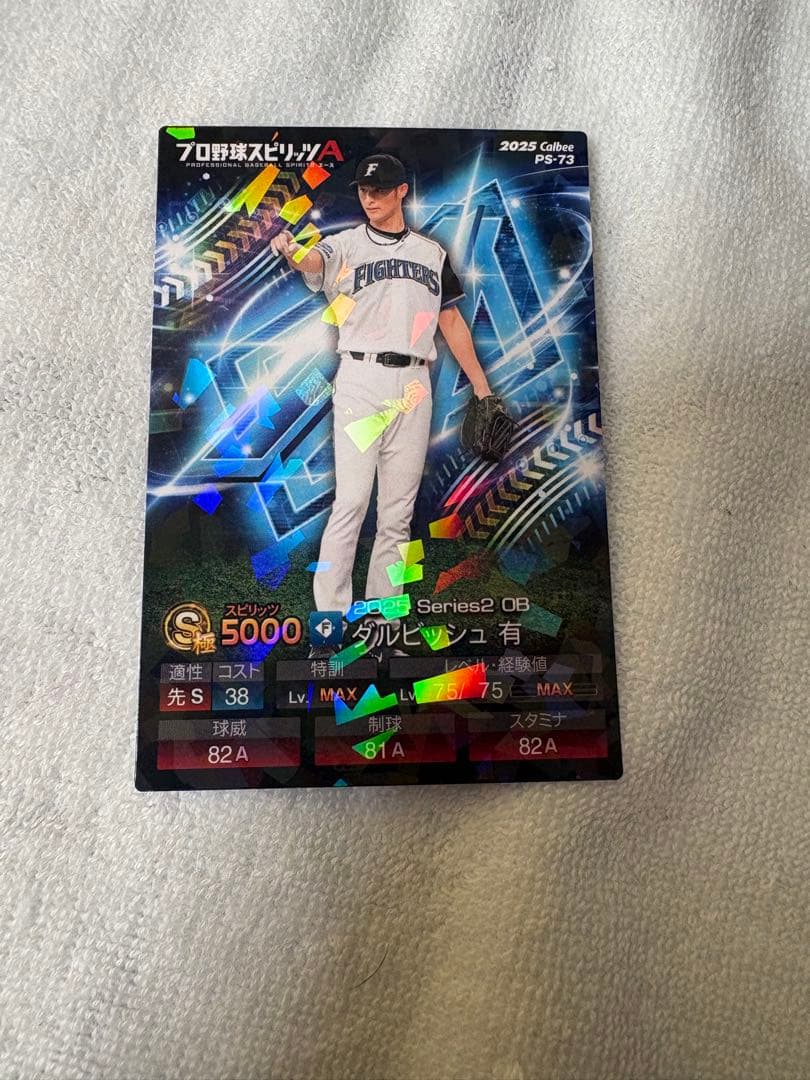 プロ野球スピリッツA
PROFESSIONAL BASEBALL SPIRITS エース
2025 Calbee
PS-73
F
FIGHTERS
2025 Series2 OB
S極
スピリッツ
5000
F
ダルビッシュ 有
適性 コスト 特訓 レベル・経験値
先 S 38 Lv. MAX Lv. 75/ 75 MAX
球威 制球 スタミナ
82 A 81 A 82 A